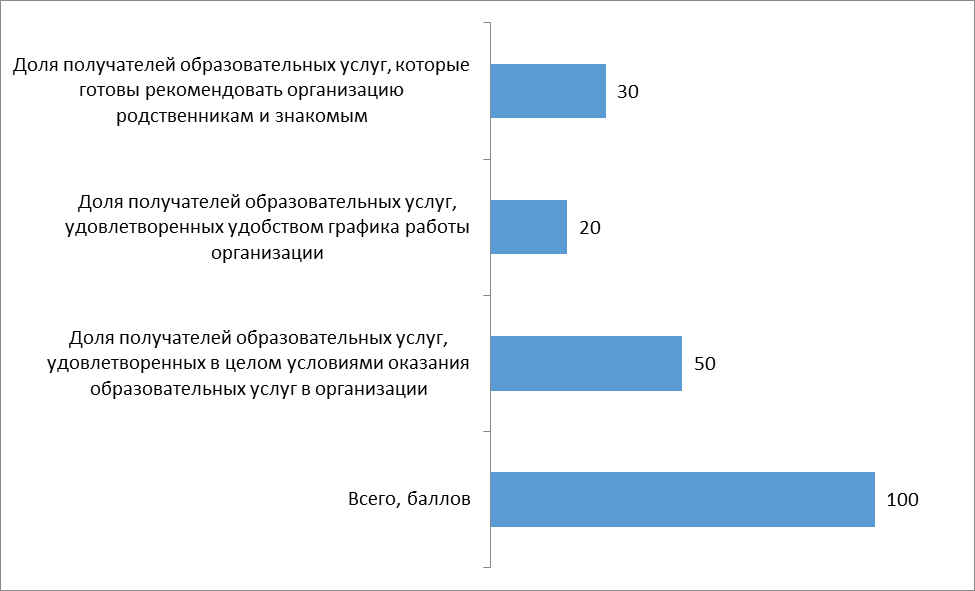 Доля получателей образовательных услуг, которые
готовы рекомендовать организацию
родственникам и знакомым
30
Доля получателей образовательных услуг,
удовлетворенных удобством графика работы
организации
20
Доля получателей образовательных услуг,
удовлетворенных в целом условиями оказания
образовательных услуг в организации
50
Всего, баллов
100